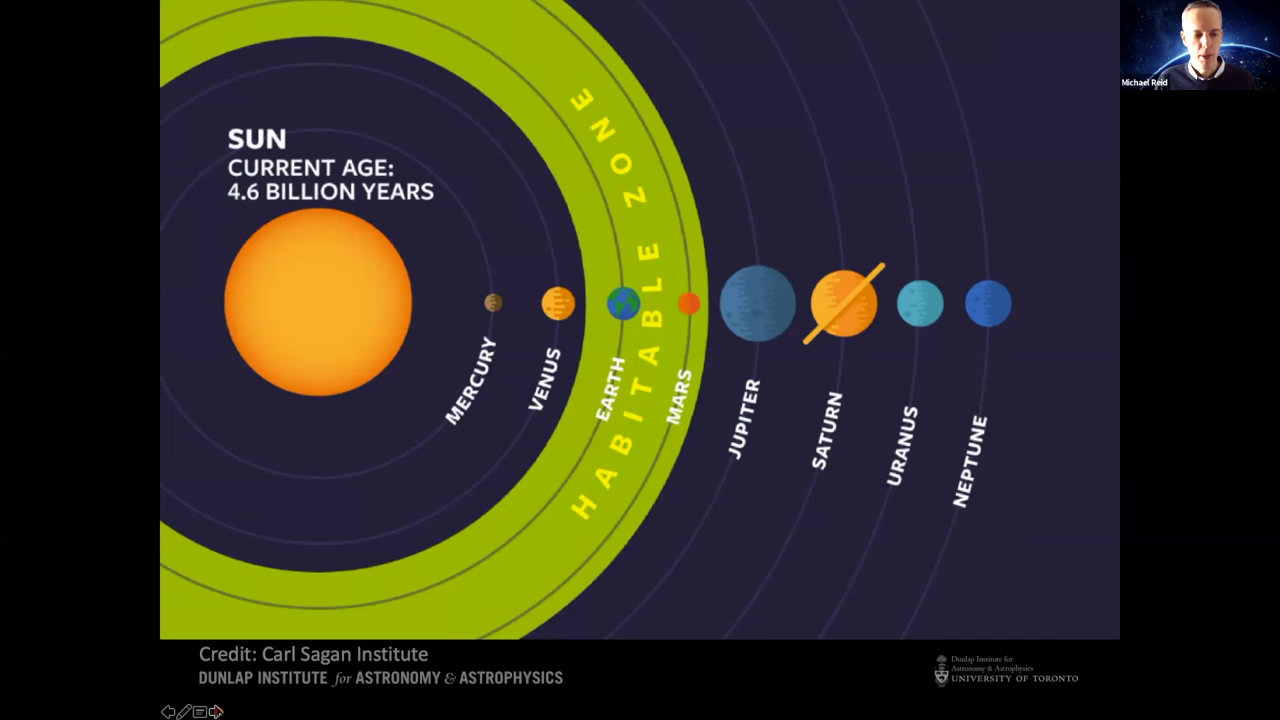 Michael Reid
SUN
CURRENT AGE:
4.6 BILLION YEARS
HABITABLE ZONE
MERCURY
VENUS
EARTH
MARS
JUPITER
SATURN
URANUS
NEPTUNE
Credit: Carl Sagan Institute
DUNLAP INSTITUTE for ASTRONOMY & ASTROPHYSICS
Dunlap Institute for
Astronomy & Astrophysics
UNIVERSITY OF TORONTO